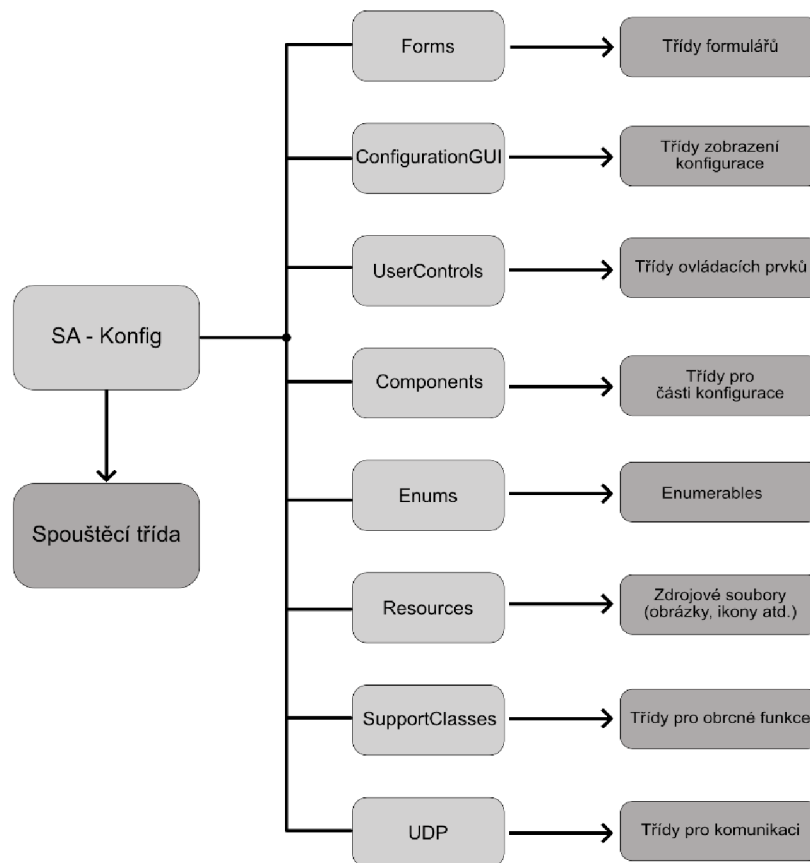 Forms
Třídy formulářů
ConfigurationGUI
Třídy zobrazení
konfigurace
UserControls
Třídy ovládacích prvků
SA - Konfig
Components
Třídy pro
části konfigurace
Spouštěcí třída
Enums
Enumerables
Resources
Zdrojové soubory
(obrázky, ikony atd.)
SupportClasses
Třídy pro obrcné funkce
UDP
Třídy pro komunikaci